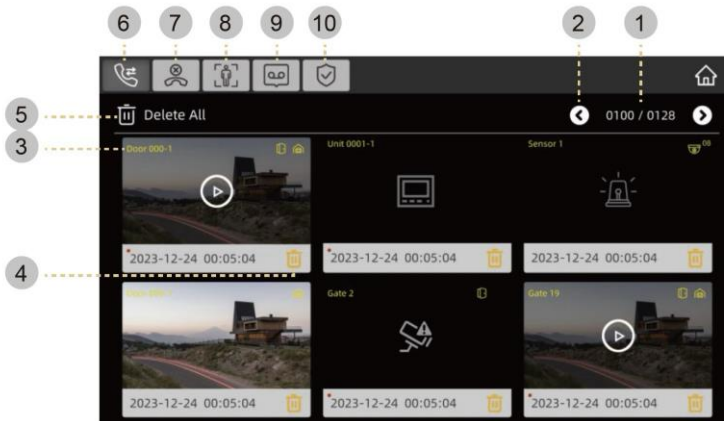 6 7 8 9 10 2 1
5 Delete All 0100 / 0128
3 Door 000-1 Unit 0001-1 Sensor 1 08
4 2023-12-24 00:05:04 2023-12-24 00:05:04 2023-12-24 00:05:04
Gate 2 Gate 19
2023-12-24 00:05:04 2023-12-24 00:05:04 2023-12-24 00:05:04